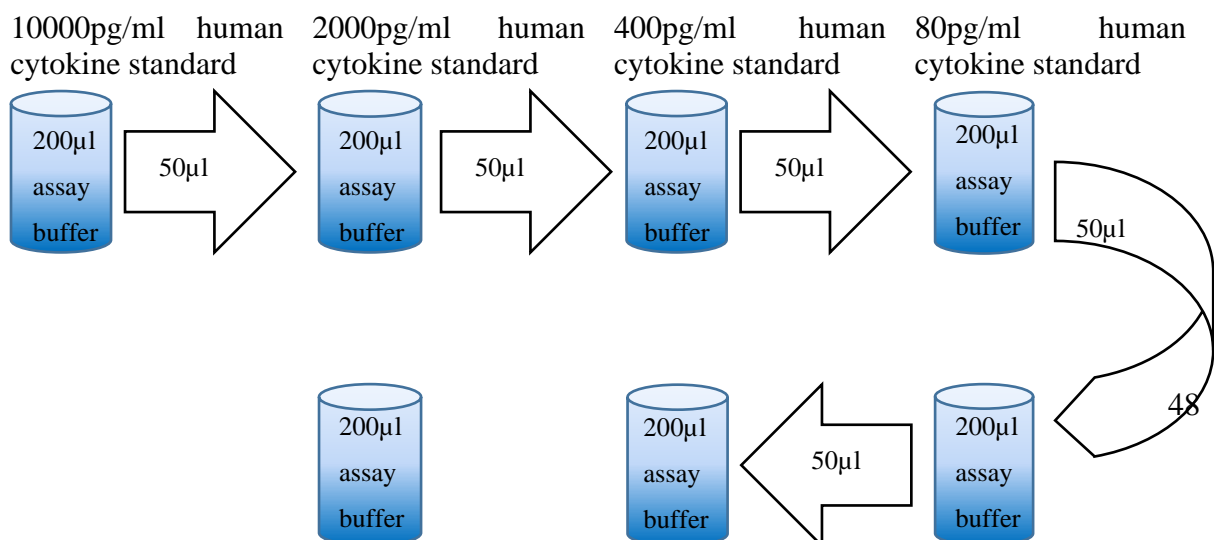 10000pg/ml human
cytokine standard
2000pg/ml human
cytokine standard
400pg/ml human
cytokine standard
80pg/ml human
cytokine standard
200µl
assay
buffer
50µl
200µl
assay
buffer
50µl
200µl
assay
buffer
50µl
200µl
assay
buffer
50µl
48
200µl
assay
buffer
50µl
200µl
assay
buffer
200µl
assay
buffer